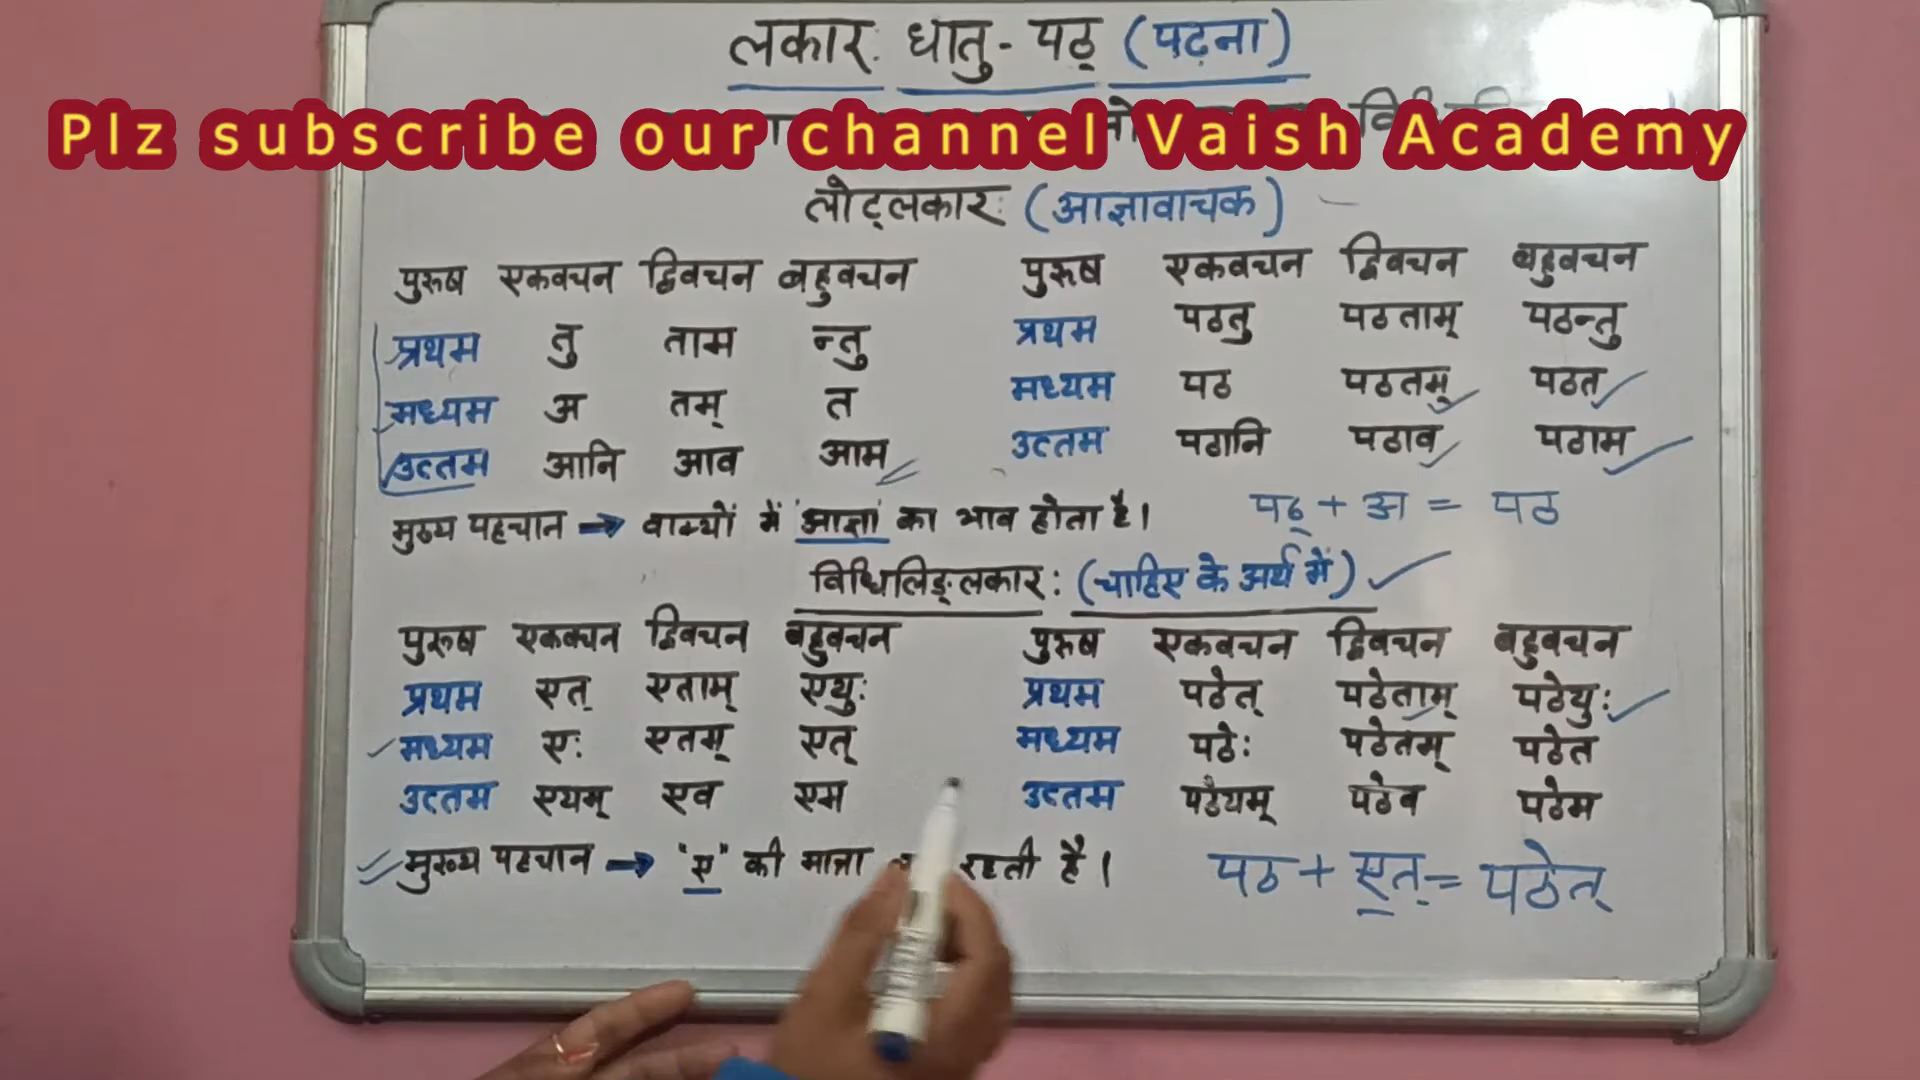 लकारः धातु - पठ् (पढ़ना)
Plz subscribe our channel Vaish Academy
लोट्लकारः (आज्ञावाचक)
पुरुष एकवचन द्विवचन बहुवचन पुरुष एकवचन द्विवचन बहुवचन
प्रथम तु ताम न्तु प्रथम पठतु पठताम् पठन्तु
मध्यम अ तम् त मध्यम पठ पठतम् पठत
उत्तम आनि आव आम उत्तम पठानि पठाव पठाम
मुख्य पहचान → वाक्यों में 'आज्ञा' का भाव होता है। पठ् + अ = पठ
विधिलिङ्लकारः (चाहिए के अर्थ में)
पुरुष एकवचन द्विवचन बहुवचन पुरुष एकवचन द्विवचन बहुवचन
प्रथम एत् एताम् एयुः प्रथम पठेत् पठेताम् पठेयुः
मध्यम एः एतम् एत् मध्यम पठेः पठेतम् पठेत
उत्तम एयम् एव एम उत्तम पठेयम् पठेव पठेम
मुख्य पहचान → "ए" की मात्रा रहती है। पठ + एत् = पठेत्